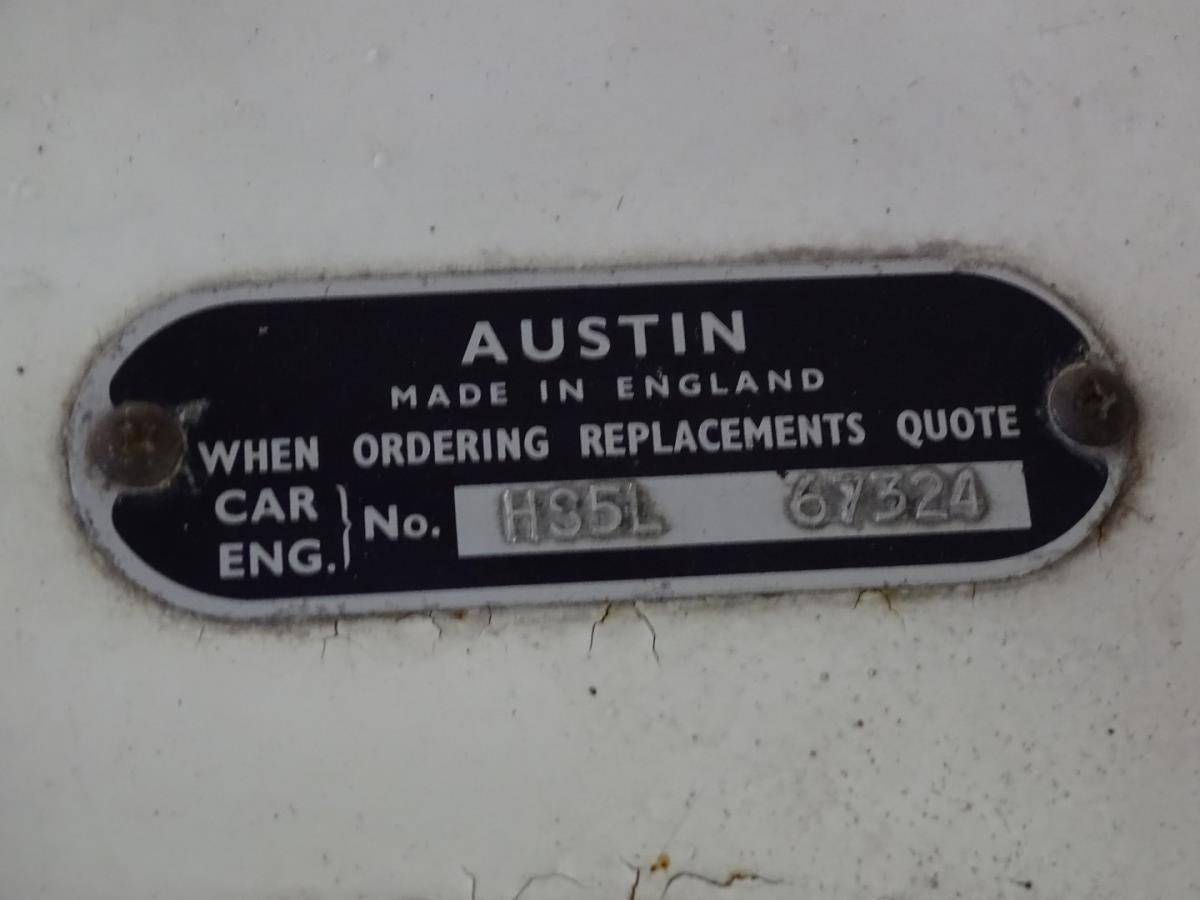 AUSTIN
MADE IN ENGLAND
WHEN ORDERING REPLACEMENTS QUOTE
CAR
ENG. } No. HS5L 67324